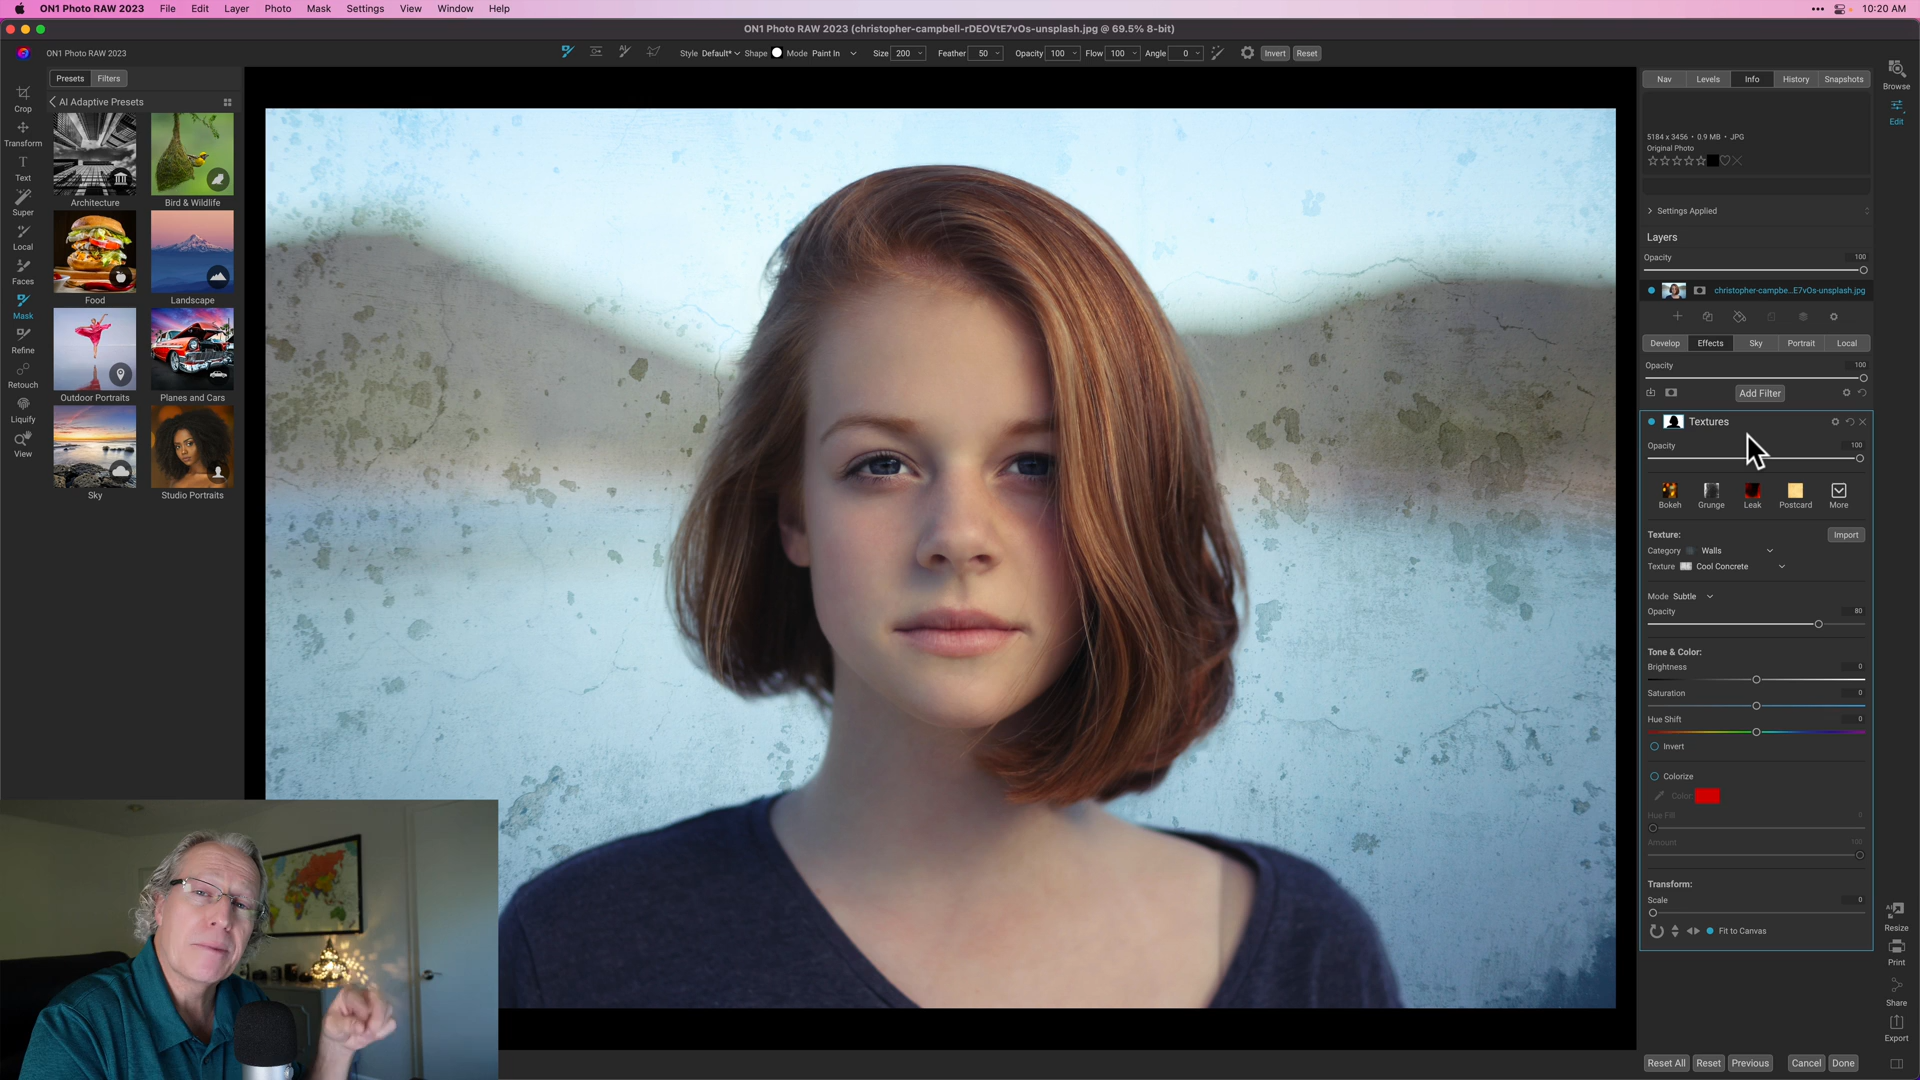 ON1 Photo RAW 2023 File Edit Layer Photo Mask Settings View Window Help 10:20 AM
ON1 Photo RAW 2023 (christopher-campbell-rDEOVtE7vOs-unsplash.jpg @ 69.5% 8-bit)
ON1 Photo RAW 2023
Style Default* Shape Mode Paint In Size 200 Feather 50 Opacity 100 Flow 100 Angle 0 Invert Reset
Presets Filters
AI Adaptive Presets
Architecture Bird & Wildlife
Food Landscape
Outdoor Portraits Planes and Cars
Sky Studio Portraits
Crop
Transform
Text
Super
Local
Faces
Mask
Refine
Retouch
Liquify
View
Nav Levels Info History Snapshots
5184 x 3456 • 0.9 MB • JPG
Original Photo
Settings Applied
Layers
Opacity 100
christopher-campbe...E7vOs-unsplash.jpg
Develop Effects Sky Portrait Local
Opacity 100
Add Filter
Textures
Opacity 100
Bokeh Grunge Leak Postcard More
Texture: Import
Category Walls
Texture Cool Concrete
Mode Subtle
Opacity 80
Tone & Color:
Brightness 0
Saturation 0
Hue Shift 0
Invert
Colorize
Color:
Hue Fill 0
Amount 100
Transform:
Scale 0
Fit to Canvas
Reset All Reset Previous Cancel Done
Browse
Edit
AI
Resize
Print
Share
Export